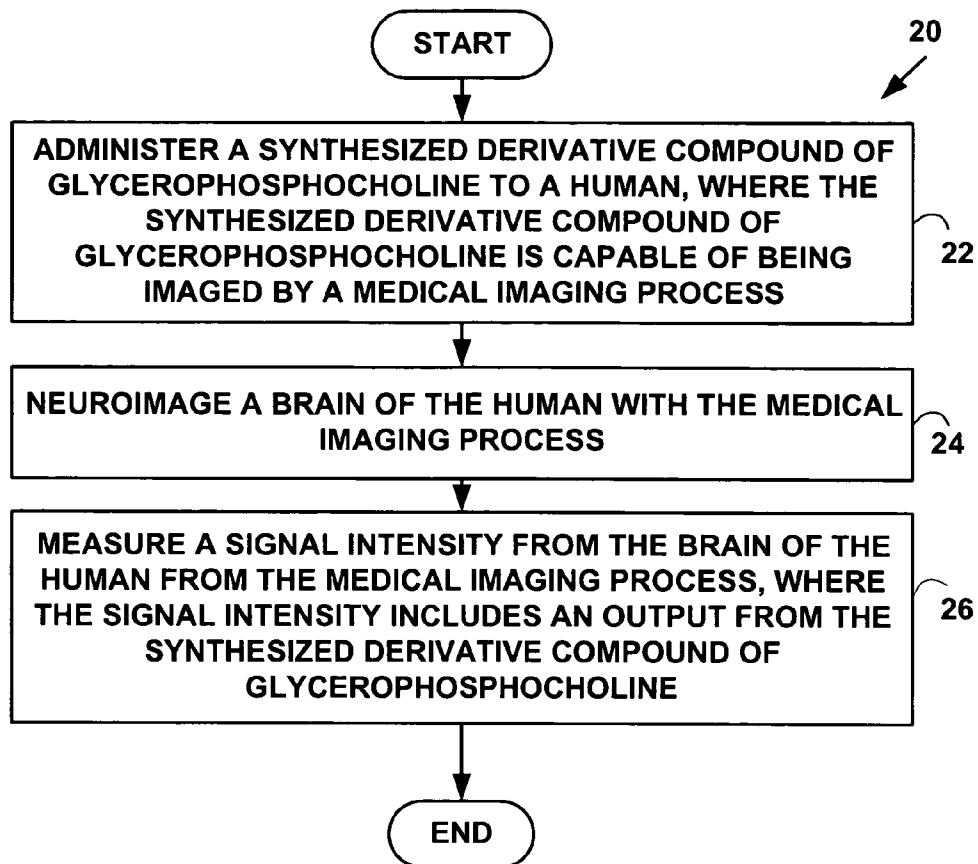 START
20
ADMINISTER A SYNTHESIZED DERIVATIVE COMPOUND OF
GLYCEROPHOSPHOCHOLINE TO A HUMAN, WHERE THE
SYNTHESIZED DERIVATIVE COMPOUND OF
GLYCEROPHOSPHOCHOLINE IS CAPABLE OF BEING
IMAGED BY A MEDICAL IMAGING PROCESS
22
NEUROIMAGE A BRAIN OF THE HUMAN WITH THE MEDICAL
IMAGING PROCESS
24
MEASURE A SIGNAL INTENSITY FROM THE BRAIN OF THE
HUMAN FROM THE MEDICAL IMAGING PROCESS, WHERE
THE SIGNAL INTENSITY INCLUDES AN OUTPUT FROM THE
SYNTHESIZED DERIVATIVE COMPOUND OF
GLYCEROPHOSPHOCHOLINE
26
END